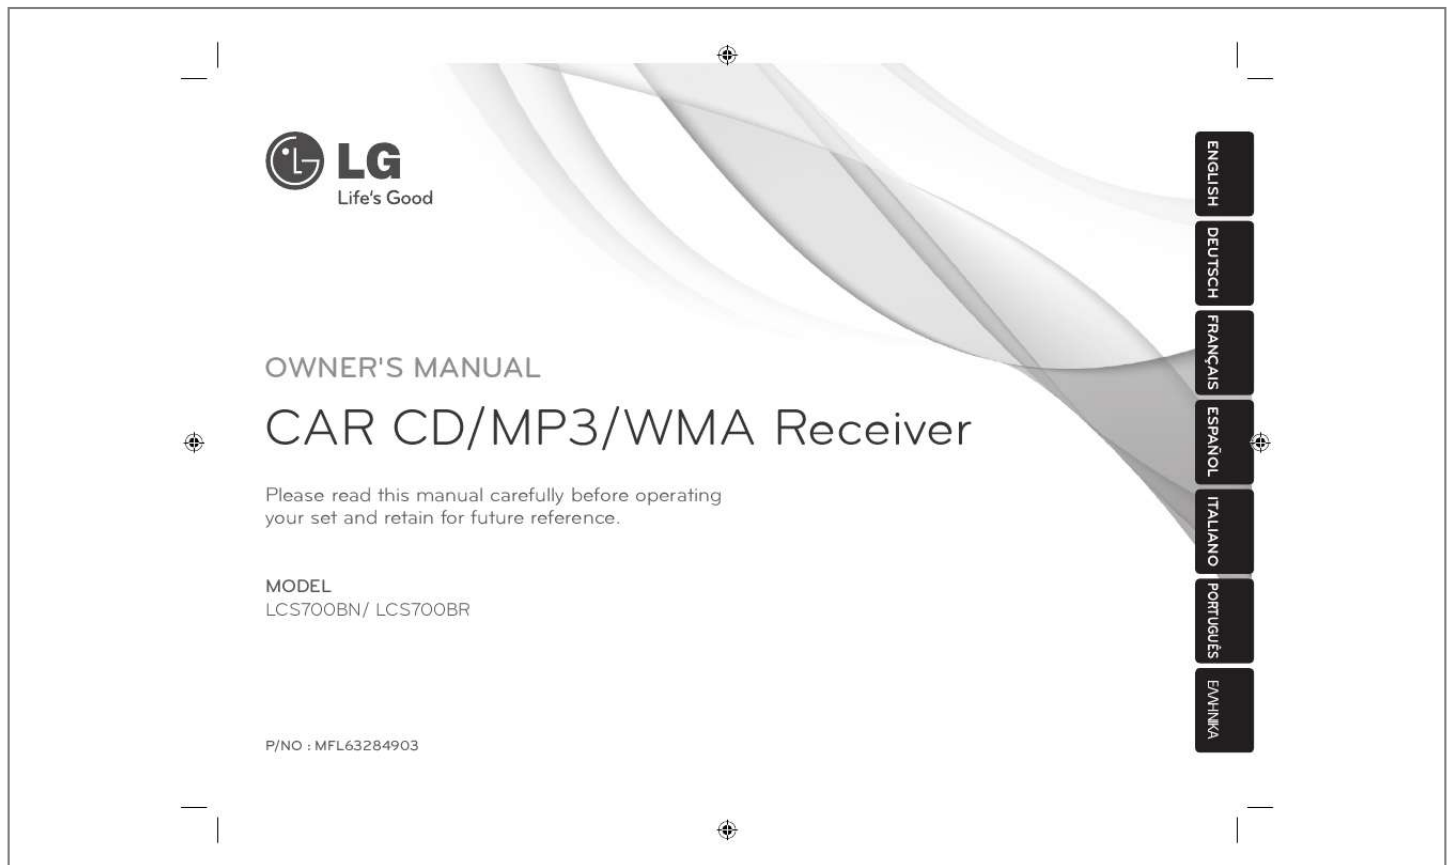 LG
Life's Good
OWNER'S MANUAL
CAR CD/MP3/WMA Receiver
Please read this manual carefully before operating
your set and retain for future reference.
MODEL
LCS700BN/ LCS700BR
P/NO : MFL63284903
ENGLISH
DEUTSCH
FRANÇAIS
ESPAÑOL
ITALIANO
PORTUGUÊS
ΕΛΛΗΝΙΚΑ